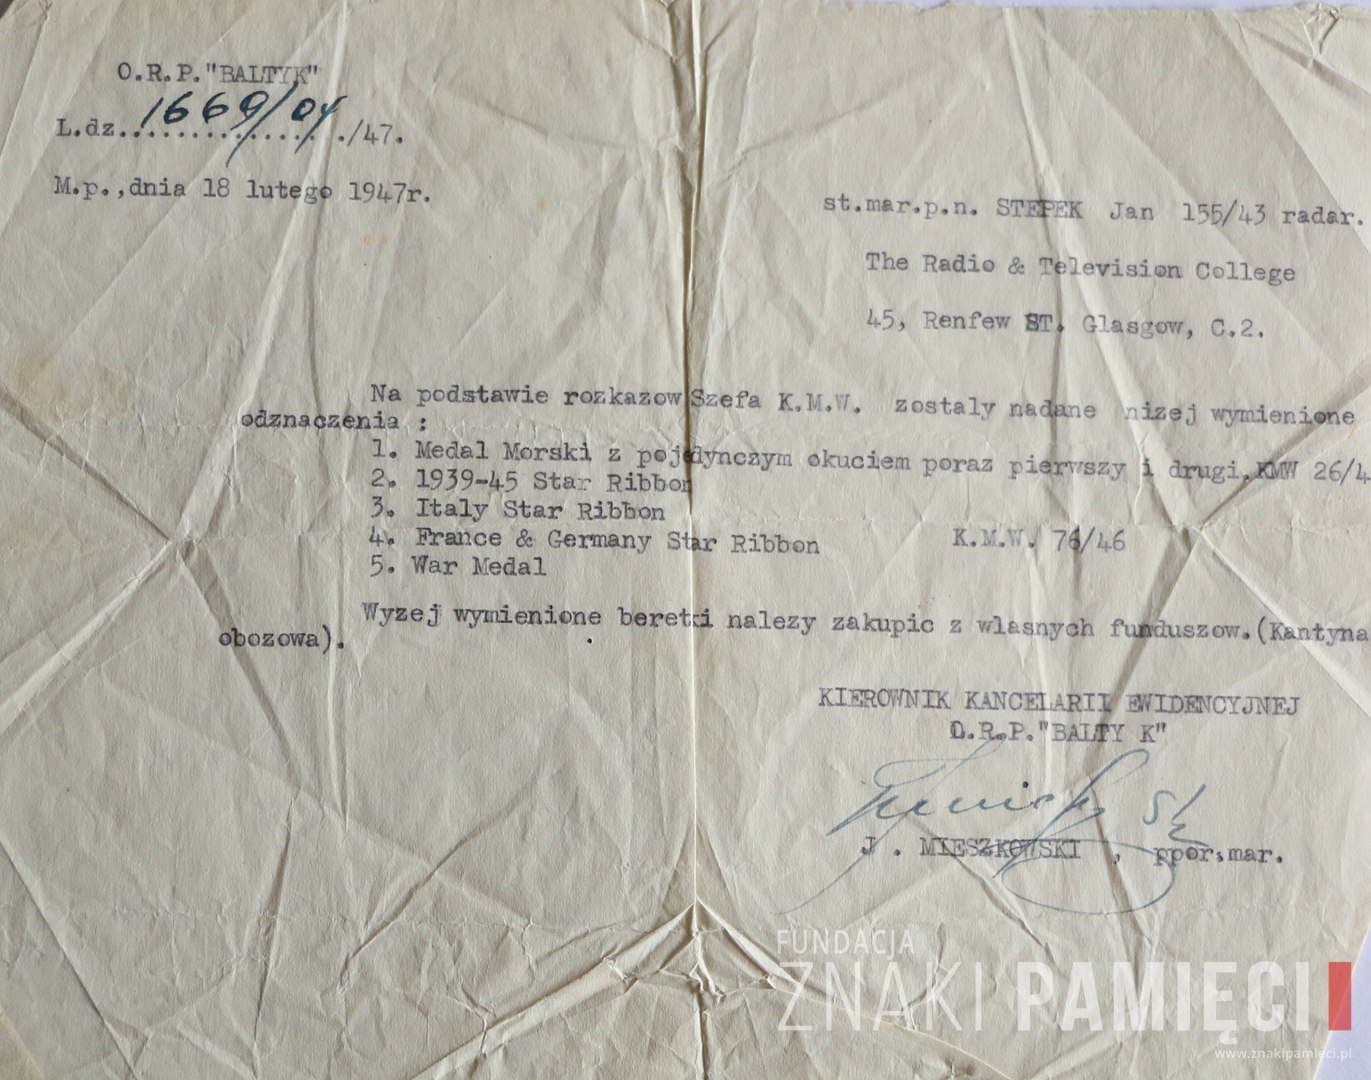 O.R.P."BALTYK"
L.dz..1669/04../47.
M.p.,dnia 18 lutego 1947r.
st.mar.p.n. STEPEK Jan 155/43 radar.
The Radio & Television College
45, Renfew ST. Glasgow, C.2.
Na podstawie rozkazow Szefa K.M.W. zostaly nadane nizej wymienione
odznaczenia :
1. Medal Morski z pojedynczym okuciem poraz pierwszy i drugi.KMW 26/4
2. 1939-45 Star Ribbon
3. Italy Star Ribbon
4. France & Germany Star Ribbon K.M.W. 76/46
5. War Medal
Wyzej wymienione beretki nalezy zakupic z wlasnych funduszow.(Kantyna
obozowa).
KIEROWNIK KANCELARII EWIDENCYJNEJ
O.R.P."BALTY K"
J . MIESZKOWSKI , ppor.mar.
FUNDACJA
ZNAKI PAMIĘCI
www.znakipamieci.pl